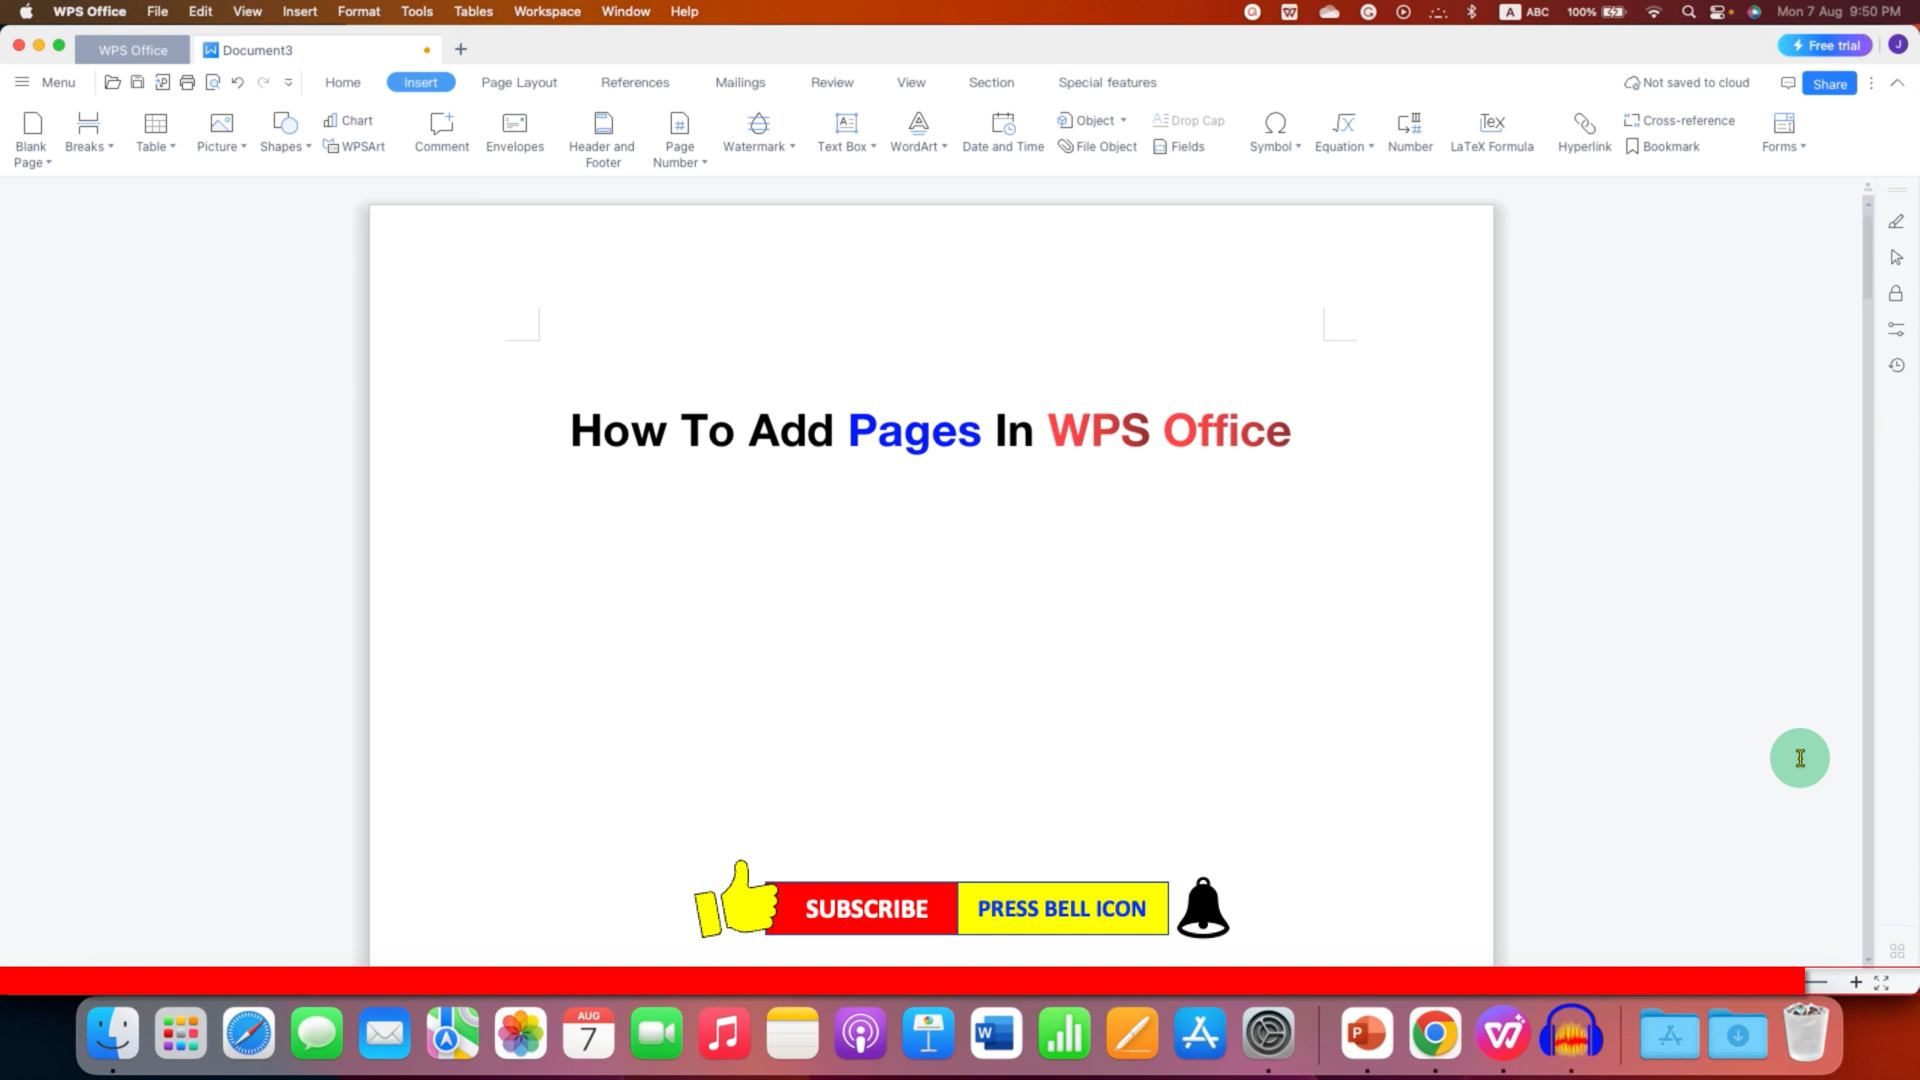 WPS Office File Edit View Insert Format Tools Tables Workspace Window Help A ABC 100% Mon 7 Aug 9:50 PM
WPS Office Document3 Free trial J
Menu Home Insert Page Layout References Mailings Review View Section Special features Not saved to cloud Share
Chart Object Drop Cap Cross-reference
Blank Page Breaks Table Picture Shapes WPSArt Comment Envelopes Header and Footer Page Number Watermark Text Box WordArt Date and Time File Object Fields Symbol Equation Number LaTeX Formula Hyperlink Bookmark Forms
How To Add Pages In WPS Office
SUBSCRIBE PRESS BELL ICON
AUG
7